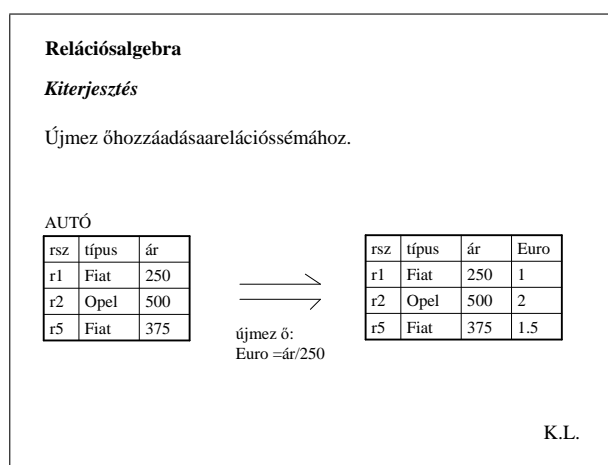 Relációsalgebra
Kiterjesztés
Újmez őhozzáadásaarelációssémához.
AUTÓ
rsz típus ár
r1 Fiat 250
r2 Opel 500
r5 Fiat 375
újmez ő:
Euro =ár/250
rsz típus ár Euro
r1 Fiat 250 1
r2 Opel 500 2
r5 Fiat 375 1.5
K.L.